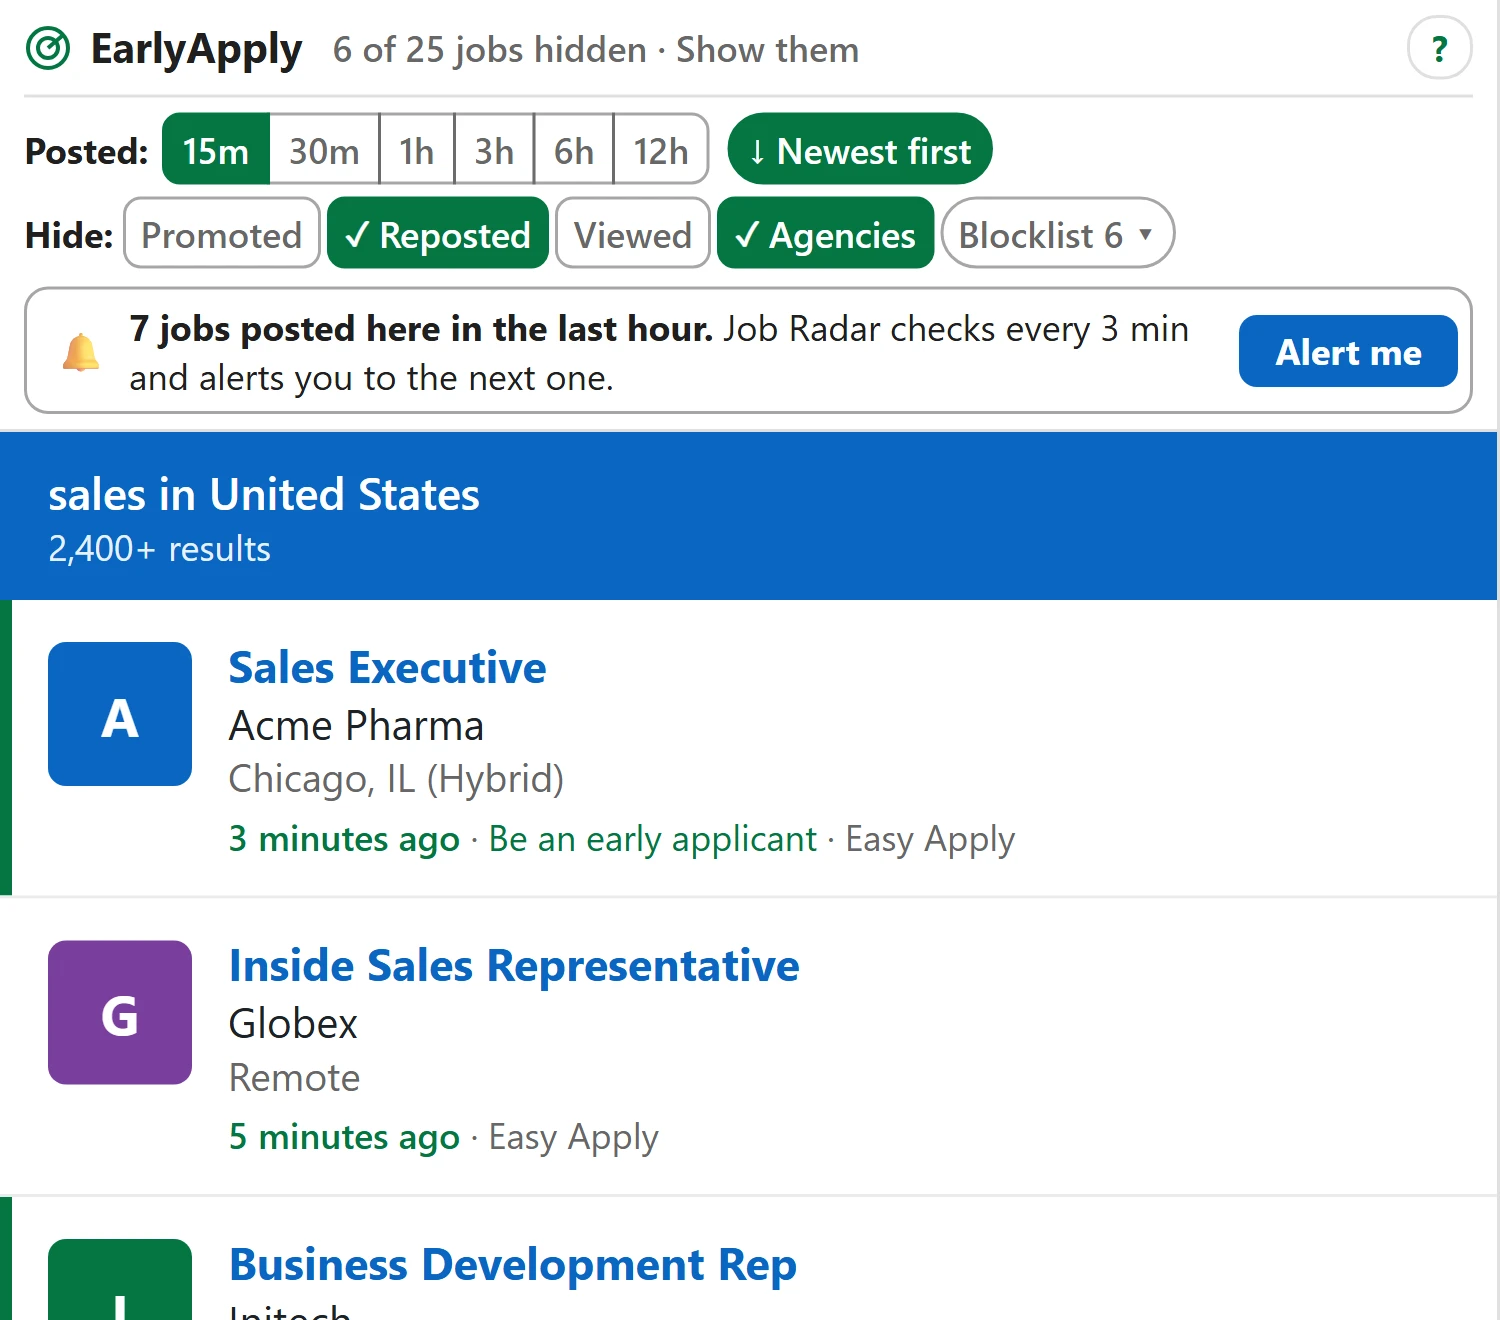 EarlyApply 6 of 25 jobs hidden · Show them ?
Posted: 15m 30m 1h 3h 6h 12h ↓ Newest first
Hide: Promoted ✓ Reposted Viewed ✓ Agencies Blocklist 6 ▼
7 jobs posted here in the last hour. Job Radar checks every 3 min
and alerts you to the next one.
Alert me
sales in United States
2,400+ results
A
Sales Executive
Acme Pharma
Chicago, IL (Hybrid)
3 minutes ago · Be an early applicant · Easy Apply
G
Inside Sales Representative
Globex
Remote
5 minutes ago · Easy Apply
I
Business Development Rep
Initech